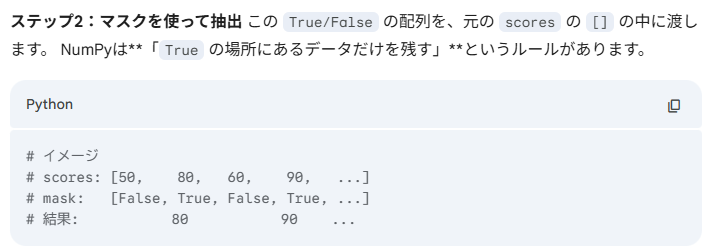 ステップ2：マスクを使って抽出 この True/False の配列を、元の scores の [] の中に渡し
ます。 NumPyは**「 True の場所にあるデータだけを残す」**というルールがあります。
Python
# イメージ
# scores: [50,    80,   60,    90,   ...]
# mask:   [False, True, False, True, ...]
# 結果:           80           90    ...